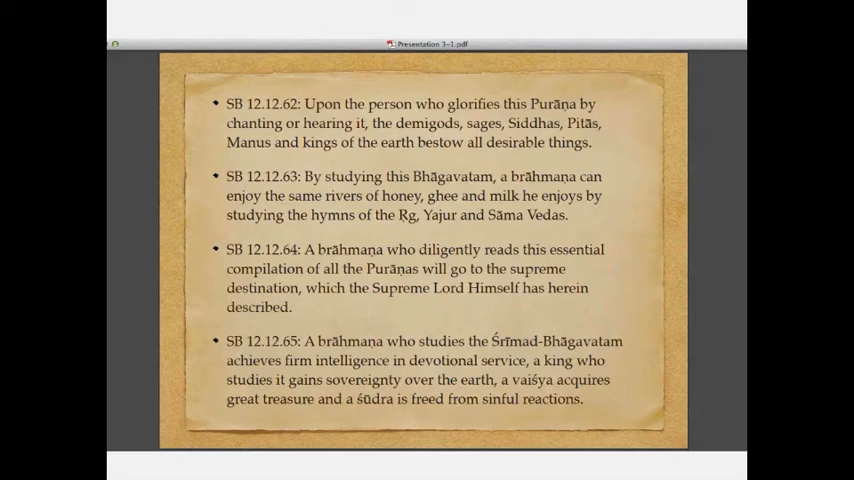 Presentation 3-1.pdf
SB 12.12.62: Upon the person who glorifies this Purāṇa by
chanting or hearing it, the demigods, sages, Siddhas, Pitās,
Manus and kings of the earth bestow all desirable things.
SB 12.12.63: By studying this Bhāgavatam, a brāhmaṇa can
enjoy the same rivers of honey, ghee and milk he enjoys by
studying the hymns of the Ṛg, Yajur and Sāma Vedas.
SB 12.12.64: A brāhmaṇa who diligently reads this essential
compilation of all the Purāṇas will go to the supreme
destination, which the Supreme Lord Himself has herein
described.
SB 12.12.65: A brāhmaṇa who studies the Śrīmad-Bhāgavatam
achieves firm intelligence in devotional service, a king who
studies it gains sovereignty over the earth, a vaiśya acquires
great treasure and a śūdra is freed from sinful reactions.